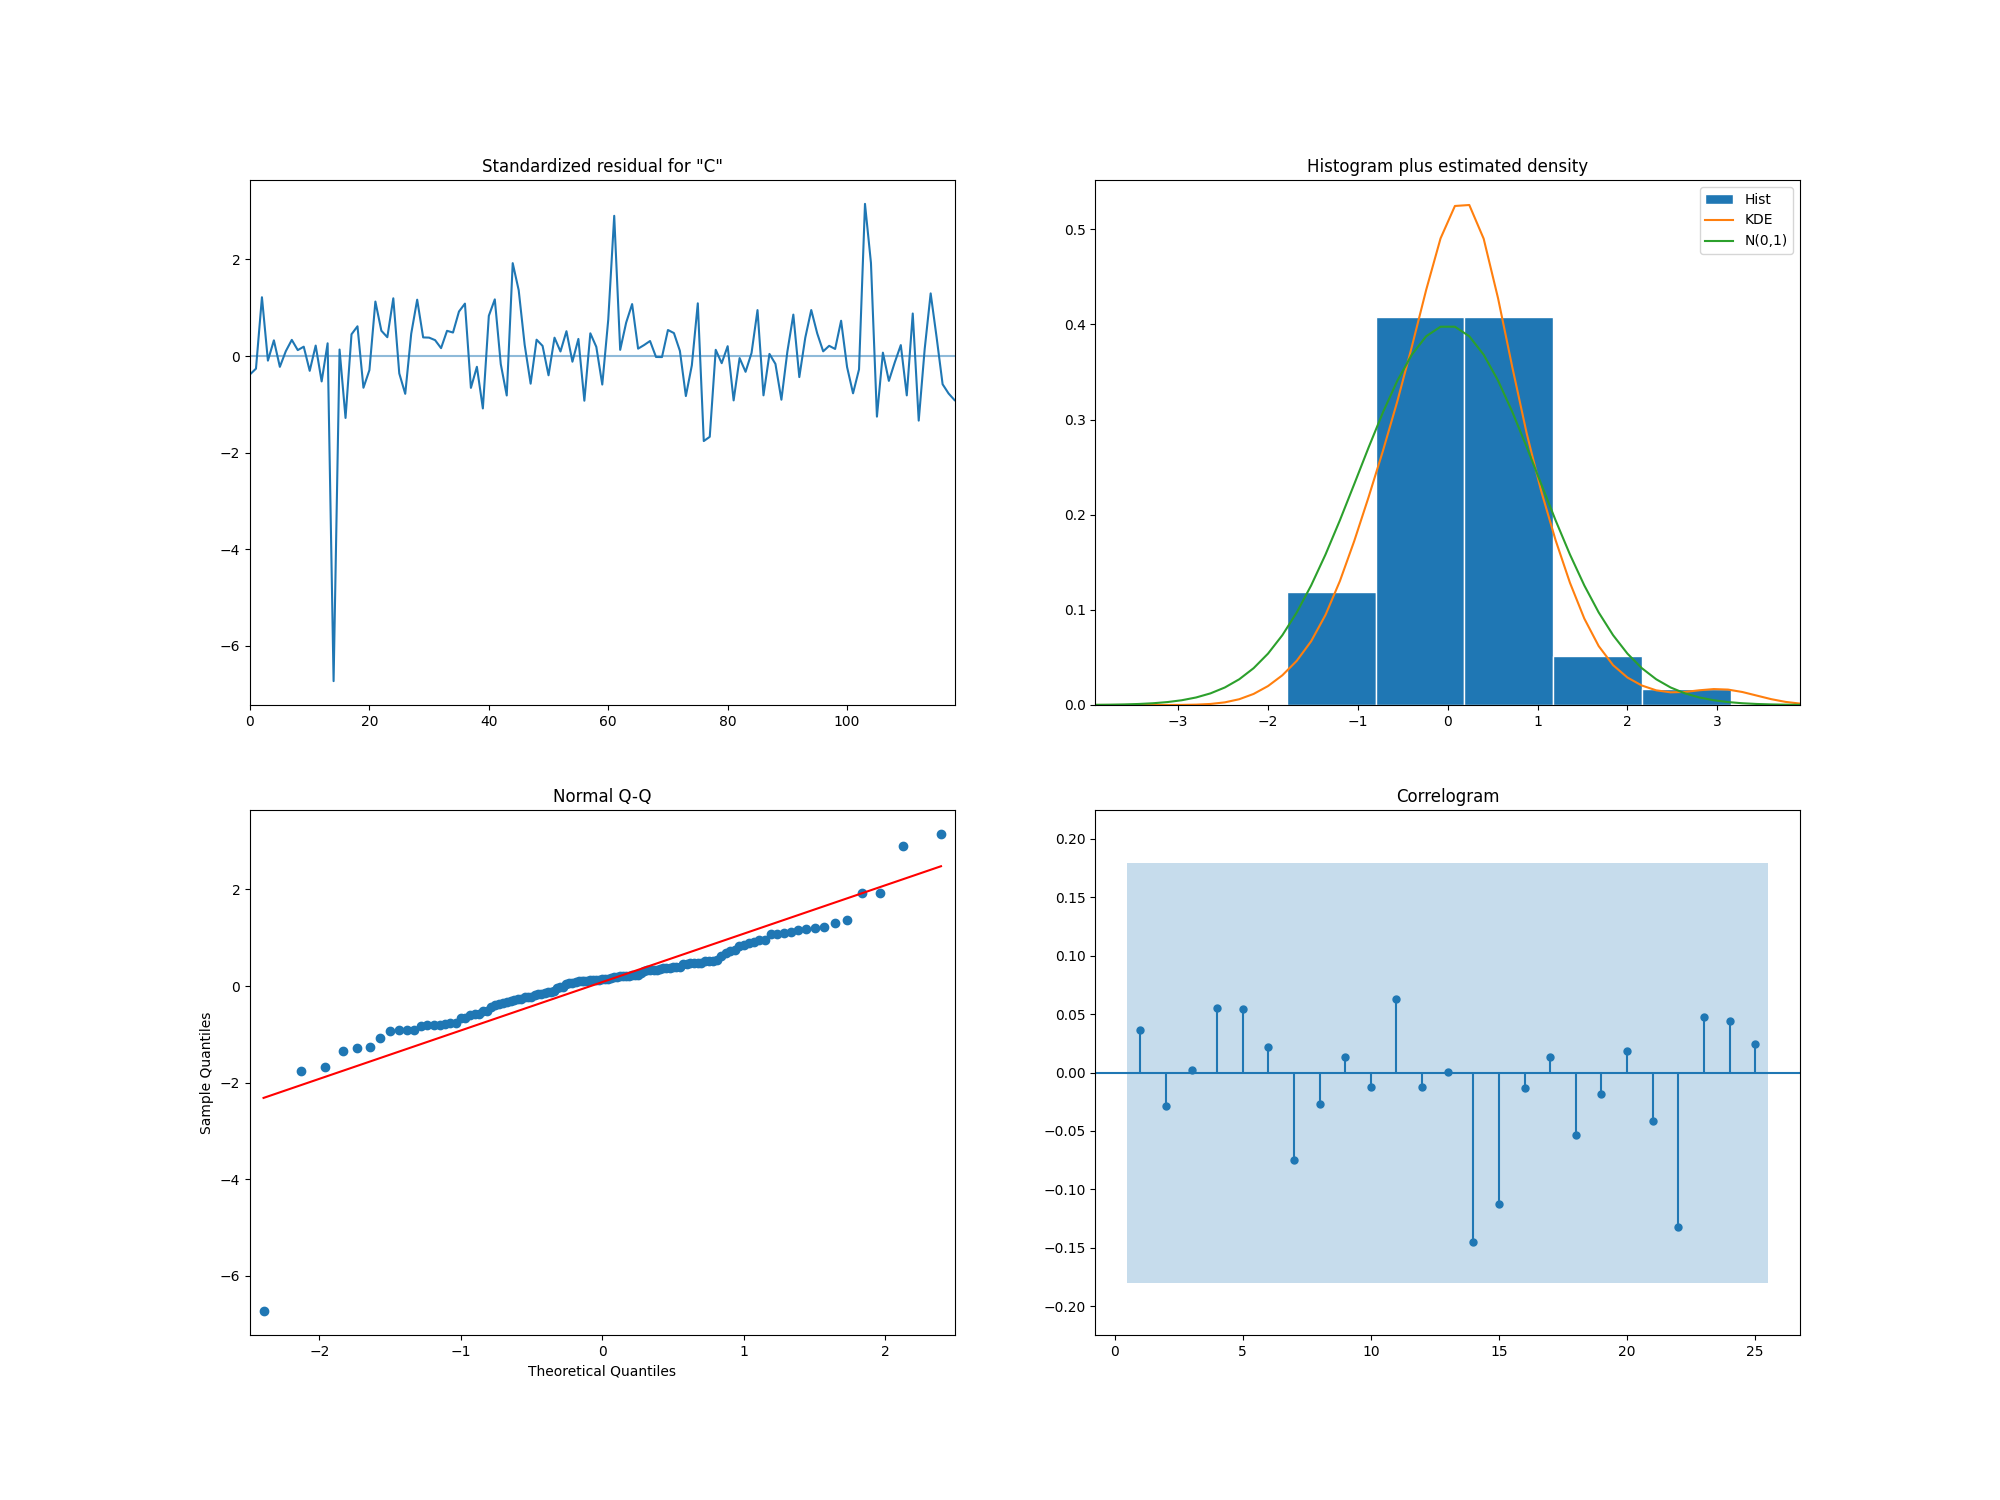 Standardized residual for "C"
2
0
−2
−4
−6
0 20 40 60 80 100
Histogram plus estimated density
Hist
KDE
N(0,1)
0.5
0.4
0.3
0.2
0.1
0.0
−3 −2 −1 0 1 2 3
Normal Q-Q
Sample Quantiles
2
0
−2
−4
−6
−2 −1 0 1 2
Theoretical Quantiles
Correlogram
0.20
0.15
0.10
0.05
0.00
−0.05
−0.10
−0.15
−0.20
0 5 10 15 20 25